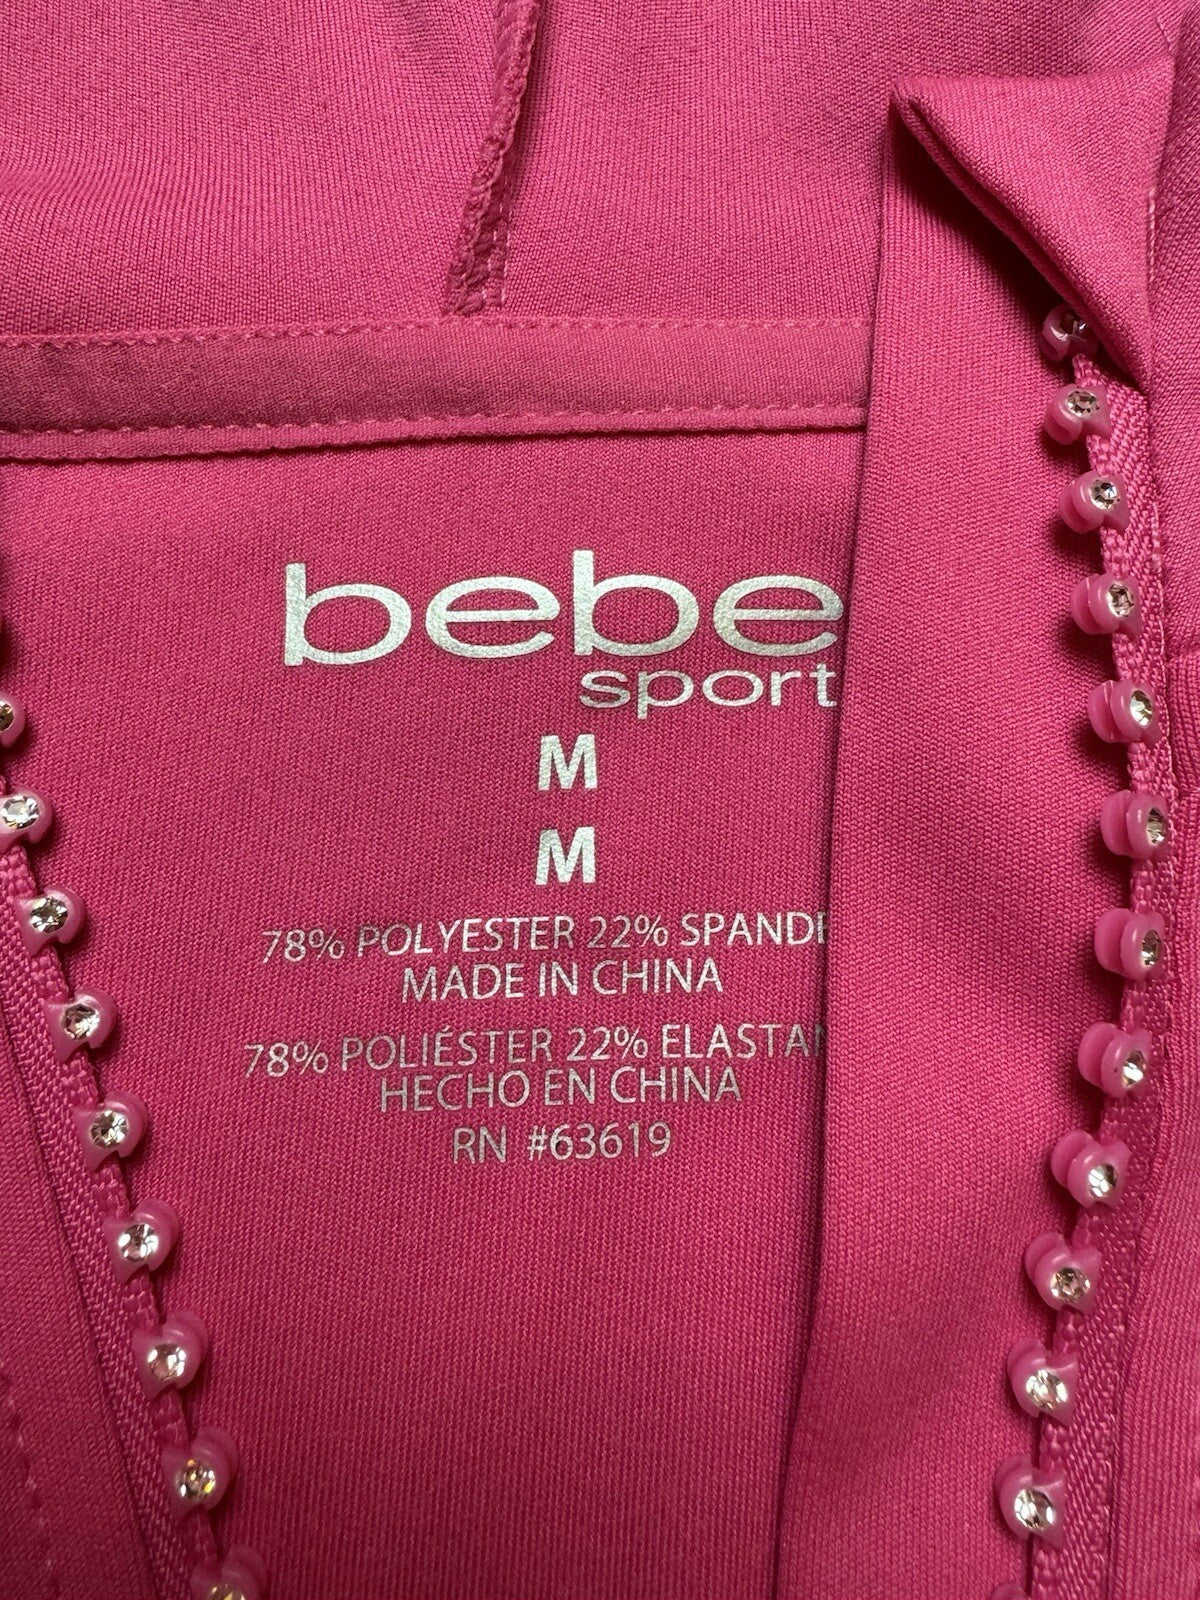 bebe
sport
M
M
78% POLYESTER 22% SPANDE
MADE IN CHINA
78% POLIÉSTER 22% ELASTAN
HECHO EN CHINA
RN #63619